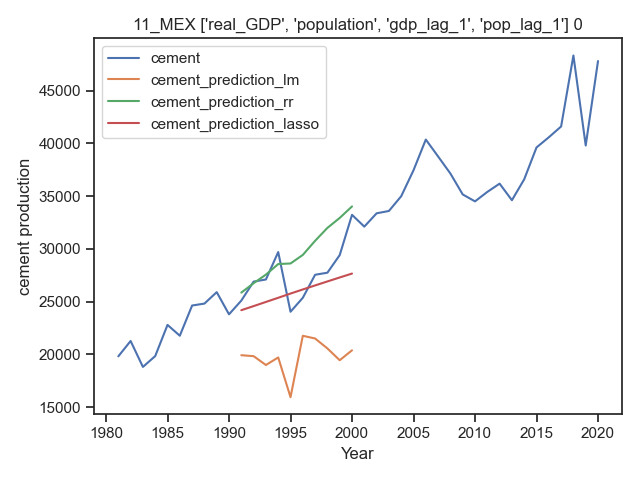 11_MEX ['real_GDP', 'population', 'gdp_lag_1', 'pop_lag_1'] 0
cement
cement_prediction_lm
cement_prediction_rr
cement_prediction_lasso
cement production
45000
40000
35000
30000
25000
20000
15000
1980 1985 1990 1995 2000 2005 2010 2015 2020
Year